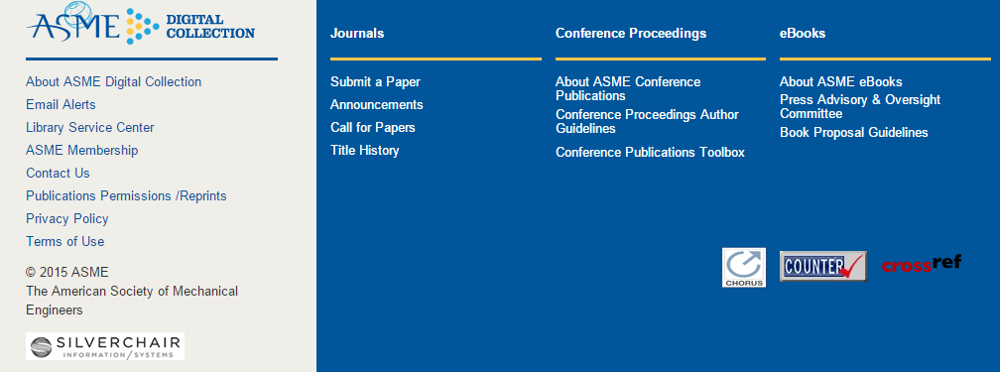 ASME DIGITAL COLLECTION
About ASME Digital Collection
Email Alerts
Library Service Center
ASME Membership
Contact Us
Publications Permissions /Reprints
Privacy Policy
Terms of Use
© 2015 ASME
The American Society of Mechanical
Engineers
SILVERCHAIR
INFORMATION/SYSTEMS
Journals
Submit a Paper
Announcements
Call for Papers
Title History
Conference Proceedings
About ASME Conference
Publications
Conference Proceedings Author
Guidelines
Conference Publications Toolbox
eBooks
About ASME eBooks
Press Advisory & Oversight
Committee
Book Proposal Guidelines
CHORUS
COUNTER
crossref